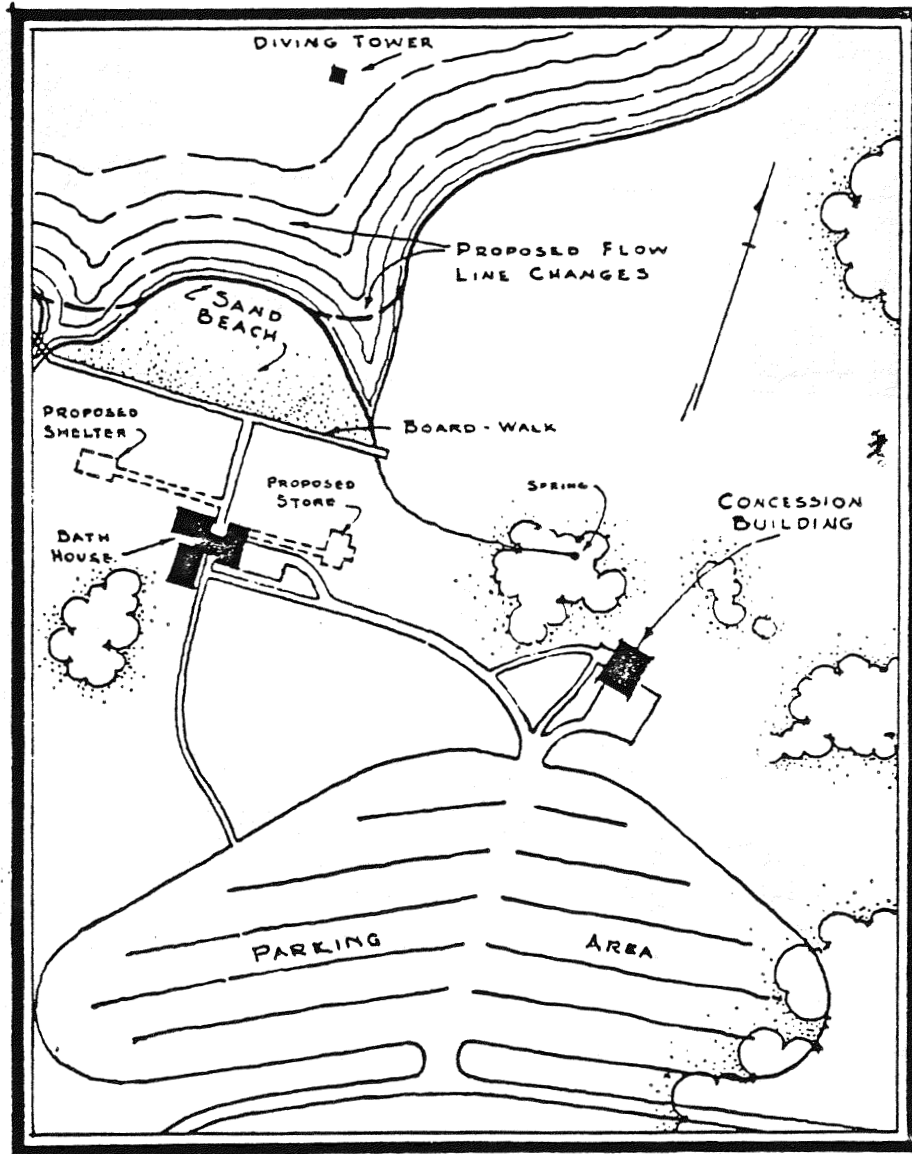 DIVING TOWER
PROPOSED FLOW
LINE CHANGES
SAND
BEACH
PROPOSED
SHELTER
BOARD-WALK
PROPOSED
STORE
SPRING
CONCESSION
BUILDING
BATH
HOUSE
PARKING AREA